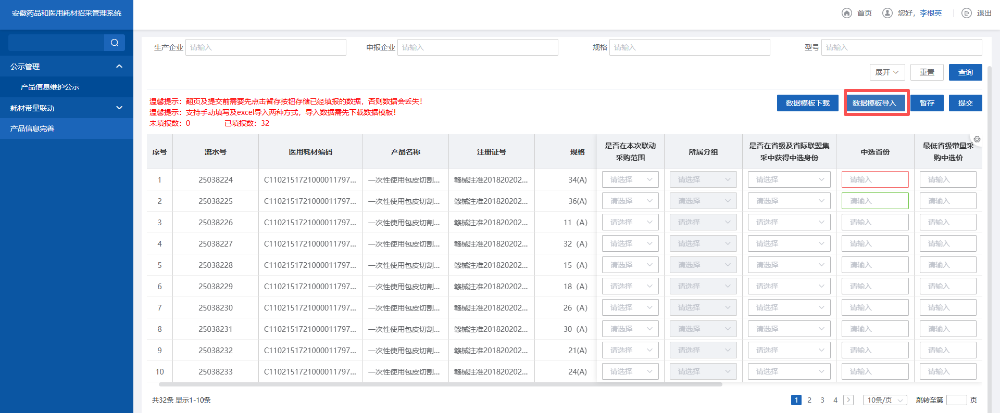 安徽药品和医用耗材招采管理系统
首页 您好，李根英 退出
公示管理
产品信息维护公示
耗材带量联动
产品信息完善
生产企业 请输入 申报企业 请输入 规格 请输入 型号 请输入
展开 重置 查询
温馨提示：翻页及提交前需要先点击暂存按钮存储已经填报的数据，否则数据会丢失！
温馨提示：支持手动填写及excel导入两种方式，导入数据需先下载数据模板！
未填报数：0 已填报数：32
数据模板下载 数据模板导入 暂存 提交
序号 流水号 医用耗材编码 产品名称 注册证号 规格 是否在本次联动采购范围 所属分组 是否在省级及省际联盟集采中获得中选身份 中选省份 最低省级带量采购中选价
1 25038224 C1102151721000011797... 一次性使用包皮切割... 赣械注准201820202... 34(A) 请选择 请选择 请选择 请输入 请输入
2 25038225 C1102151721000011797... 一次性使用包皮切割... 赣械注准201820202... 36(A) 请选择 请选择 请选择 请输入 请输入
3 25038226 C1102151721000011797... 一次性使用包皮切割... 赣械注准201820202... 11（A） 请选择 请选择 请选择 请输入 请输入
4 25038227 C1102151721000011797... 一次性使用包皮切割... 赣械注准201820202... 32（A） 请选择 请选择 请选择 请输入 请输入
5 25038228 C1102151721000011797... 一次性使用包皮切割... 赣械注准201820202... 15（A） 请选择 请选择 请选择 请输入 请输入
6 25038229 C1102151721000011797... 一次性使用包皮切割... 赣械注准201820202... 18（A） 请选择 请选择 请选择 请输入 请输入
7 25038230 C1102151721000011797... 一次性使用包皮切割... 赣械注准201820202... 26（A） 请选择 请选择 请选择 请输入 请输入
8 25038231 C1102151721000011797... 一次性使用包皮切割... 赣械注准201820202... 30（A） 请选择 请选择 请选择 请输入 请输入
9 25038232 C1102151721000011797... 一次性使用包皮切割... 赣械注准201820202... 21(A) 请选择 请选择 请选择 请输入 请输入
10 25038233 C1102151721000011797... 一次性使用包皮切割... 赣械注准201820202... 24(A) 请选择 请选择 请选择 请输入 请输入
共32条 显示1-10条 1 2 3 4 10条/页 跳转至第 页